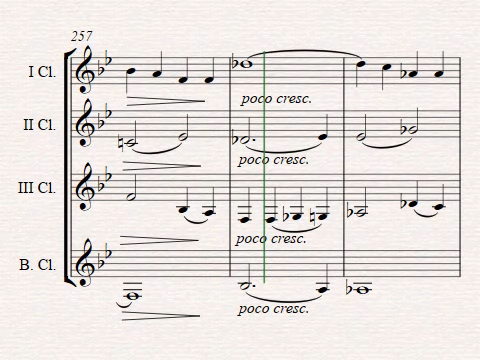 257
I Cl.
poco cresc.
II Cl.
poco cresc.
III Cl.
poco cresc.
B. Cl.
poco cresc.